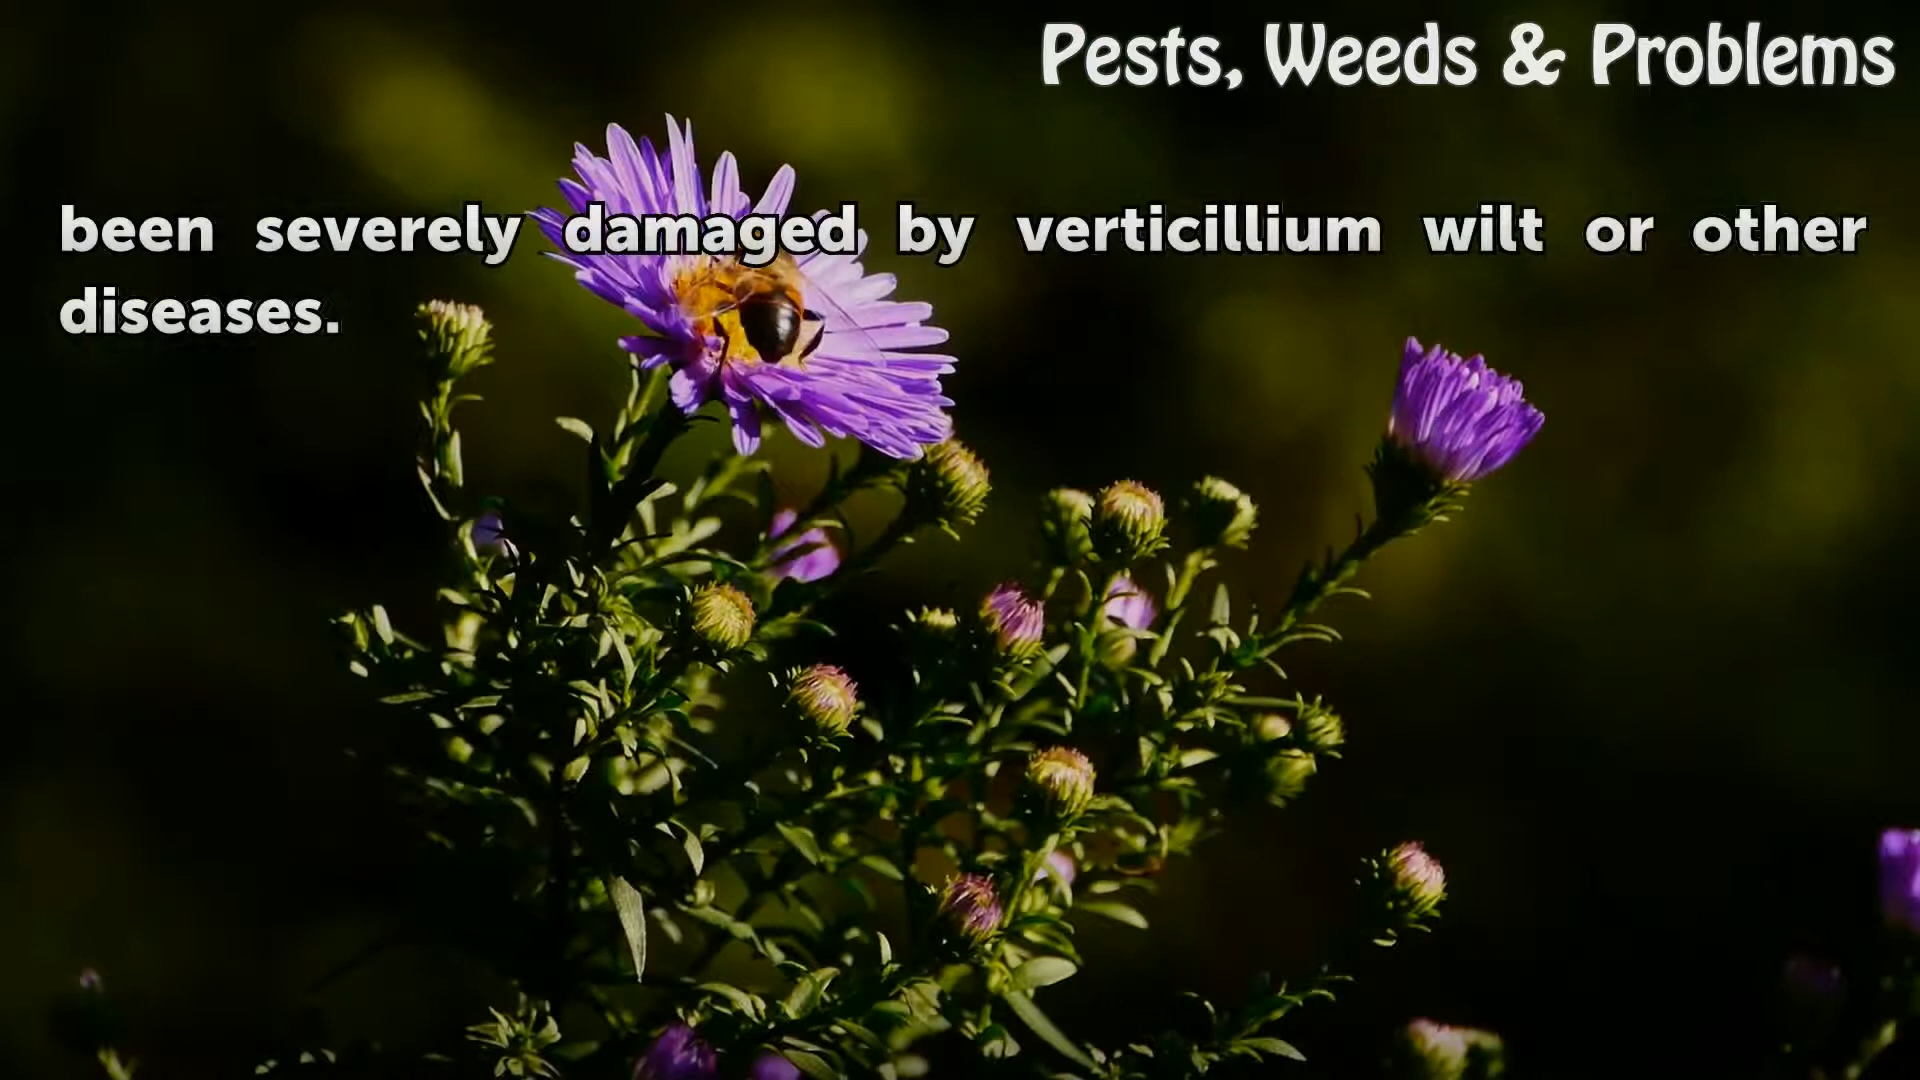 Pests, Weeds & Problems
been severely damaged by verticillium wilt or other
diseases.